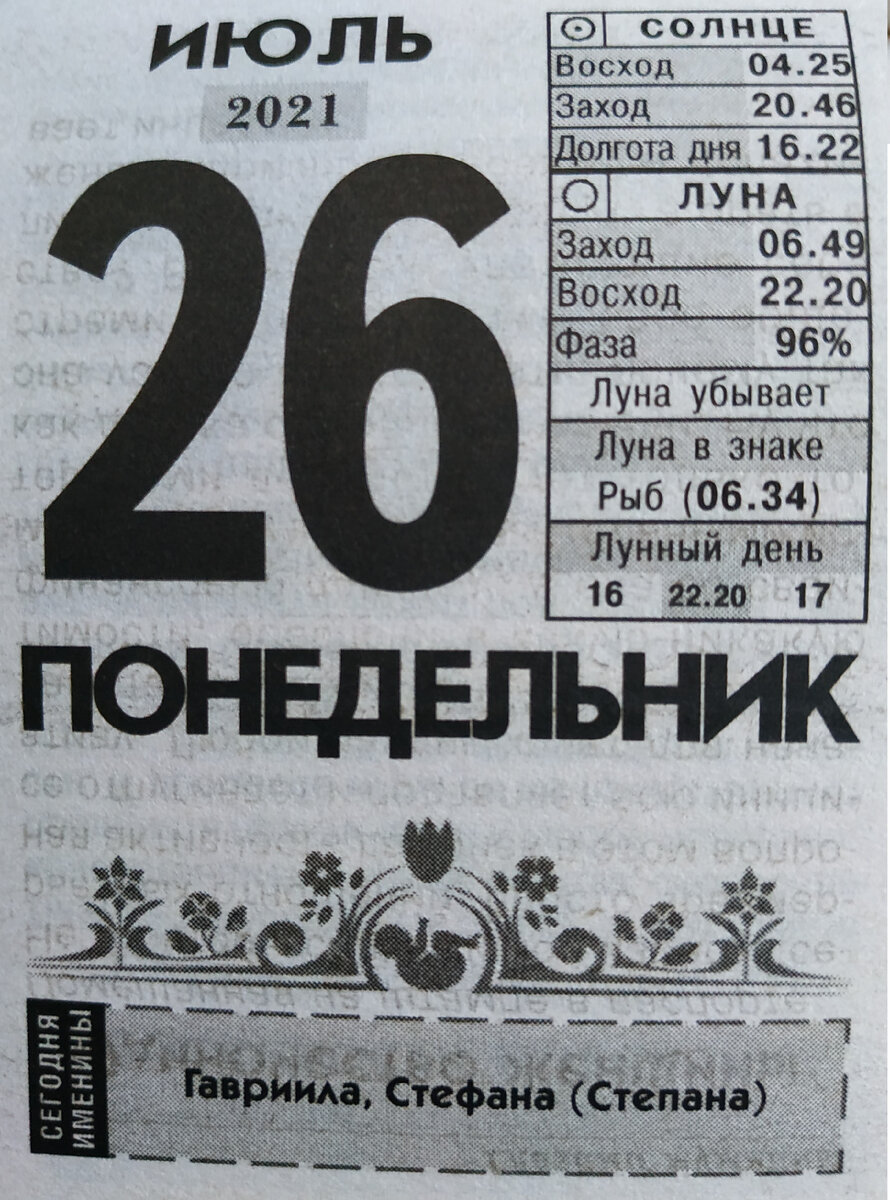 ИЮЛЬ
2021
26
ПОНЕДЕЛЬНИК
СОЛНЦЕ
Восход 04.25
Заход 20.46
Долгота дня 16.22
ЛУНА
Заход 06.49
Восход 22.20
Фаза 96%
Луна убывает
Луна в знаке
Рыб (06.34)
Лунный день
16 22.20 17
СЕГОДНЯ
ИМЕНИНЫ
Гавриила, Стефана (Степана)